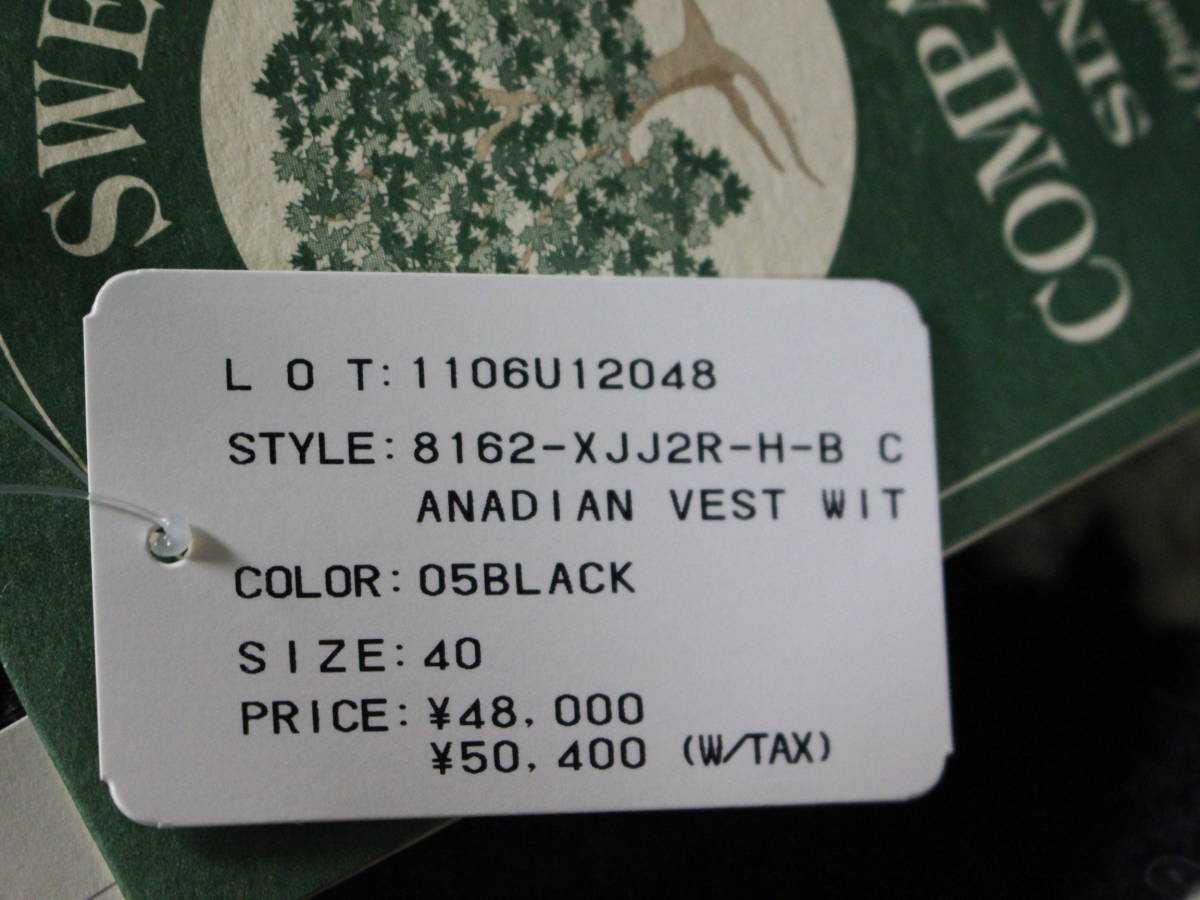 SWE
COMPA
SIN
L O T: 1106U12048
STYLE: 8162-XJJ2R-H-B C
ANADIAN VEST WIT
COLOR: 05BLACK
SIZE: 40
PRICE: ¥48,000
¥50,400 (W/TAX)